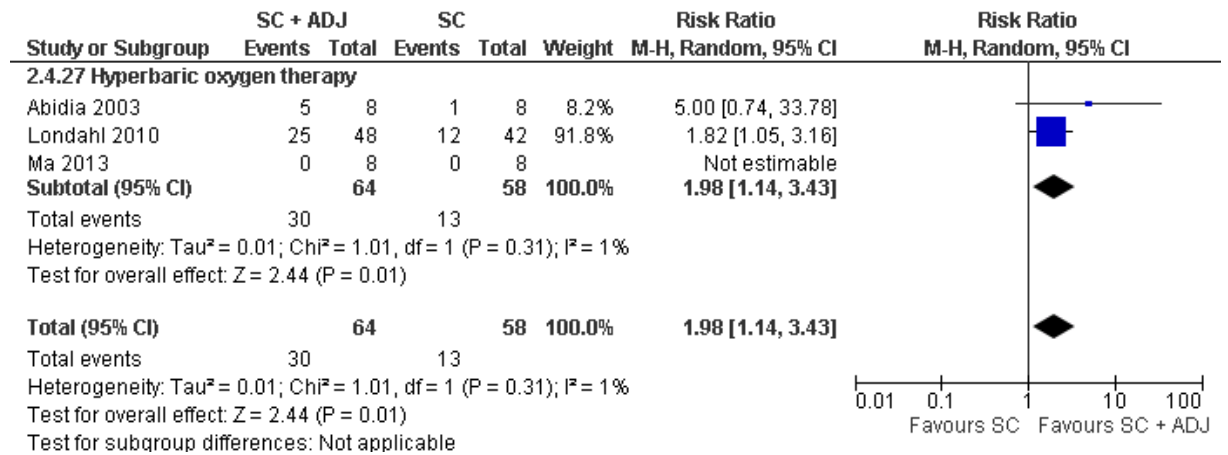 SC + ADJ SC Risk Ratio Risk Ratio
Study or Subgroup Events Total Events Total Weight M-H, Random, 95% CI M-H, Random, 95% CI
2.4.27 Hyperbaric oxygen therapy
Abidia 2003 5 8 1 8 8.2% 5.00 [0.74, 33.78]
Londahl 2010 25 48 12 42 91.8% 1.82 [1.05, 3.16]
Ma 2013 0 8 0 8 Not estimable
Subtotal (95% CI) 64 58 100.0% 1.98 [1.14, 3.43]
Total events 30 13
Heterogeneity: Tau² = 0.01; Chi² = 1.01, df = 1 (P = 0.31); I² = 1%
Test for overall effect: Z = 2.44 (P = 0.01)
Total (95% CI) 64 58 100.0% 1.98 [1.14, 3.43]
Total events 30 13
Heterogeneity: Tau² = 0.01; Chi² = 1.01, df = 1 (P = 0.31); I² = 1%
Test for overall effect: Z = 2.44 (P = 0.01)
Test for subgroup differences: Not applicable
0.01 0.1 1 10 100
Favours SC Favours SC + ADJ